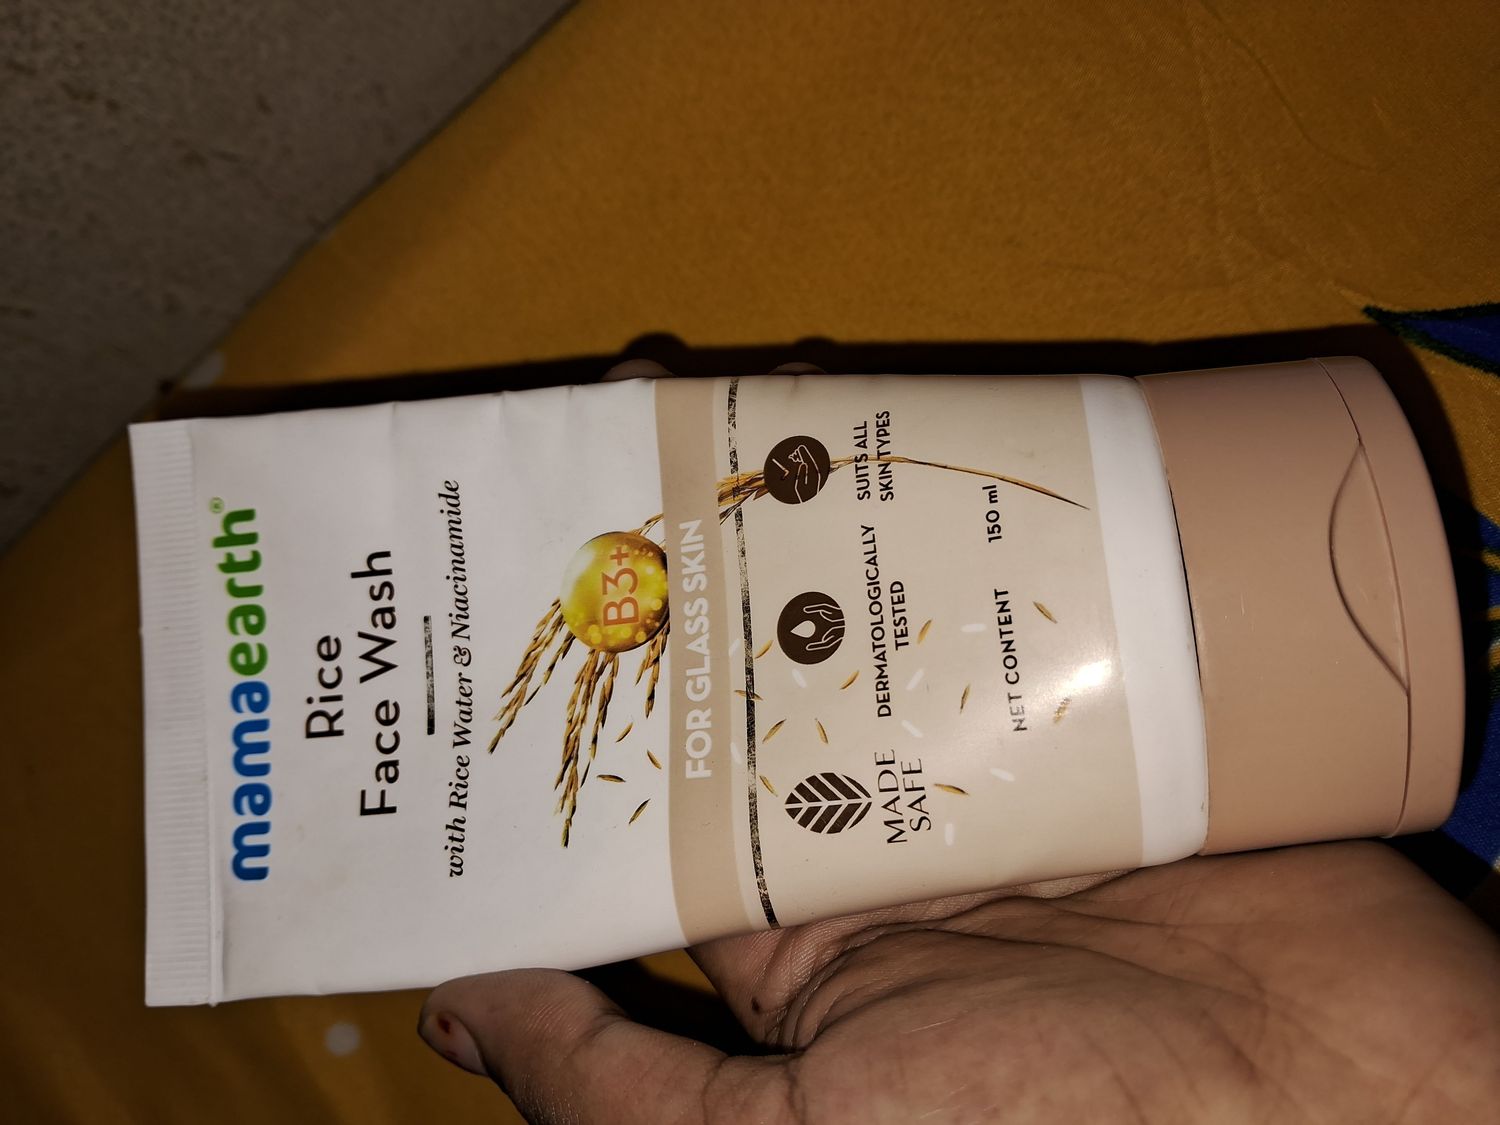 mamaearth®
Rice
Face Wash
with Rice Water & Niacinamide
B3+
FOR GLASS SKIN
MADE
SAFE
DERMATOLOGICALLY
TESTED
SUITS ALL
SKIN TYPES
NET CONTENT 150 ml